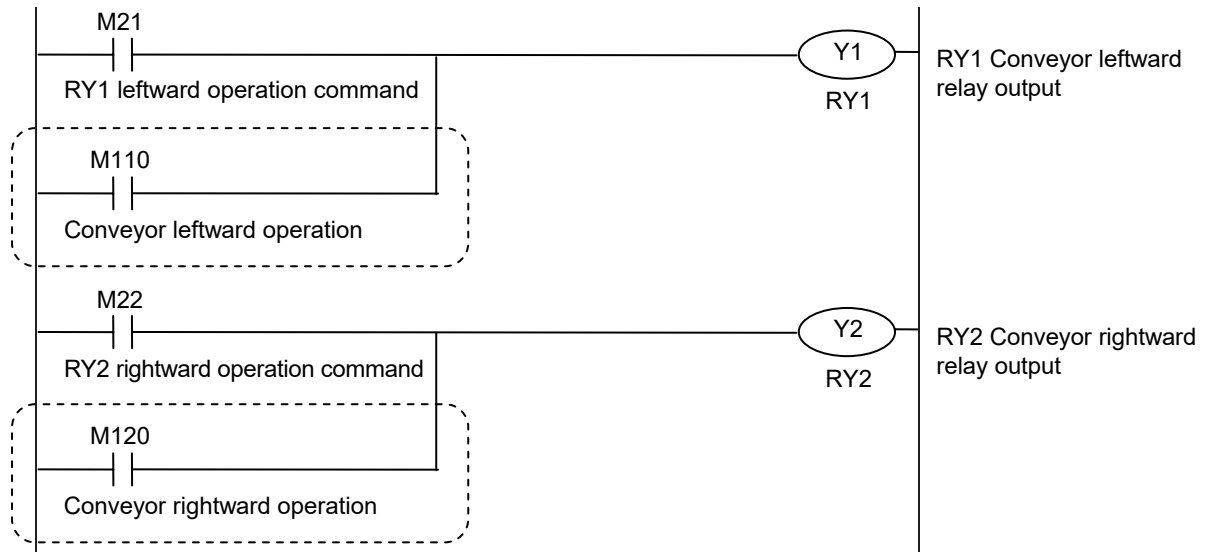 M21
Y1
RY1 Conveyor leftward
relay output
RY1 leftward operation command
RY1
M110
Conveyor leftward operation
M22
Y2
RY2 Conveyor rightward
relay output
RY2 rightward operation command
RY2
M120
Conveyor rightward operation